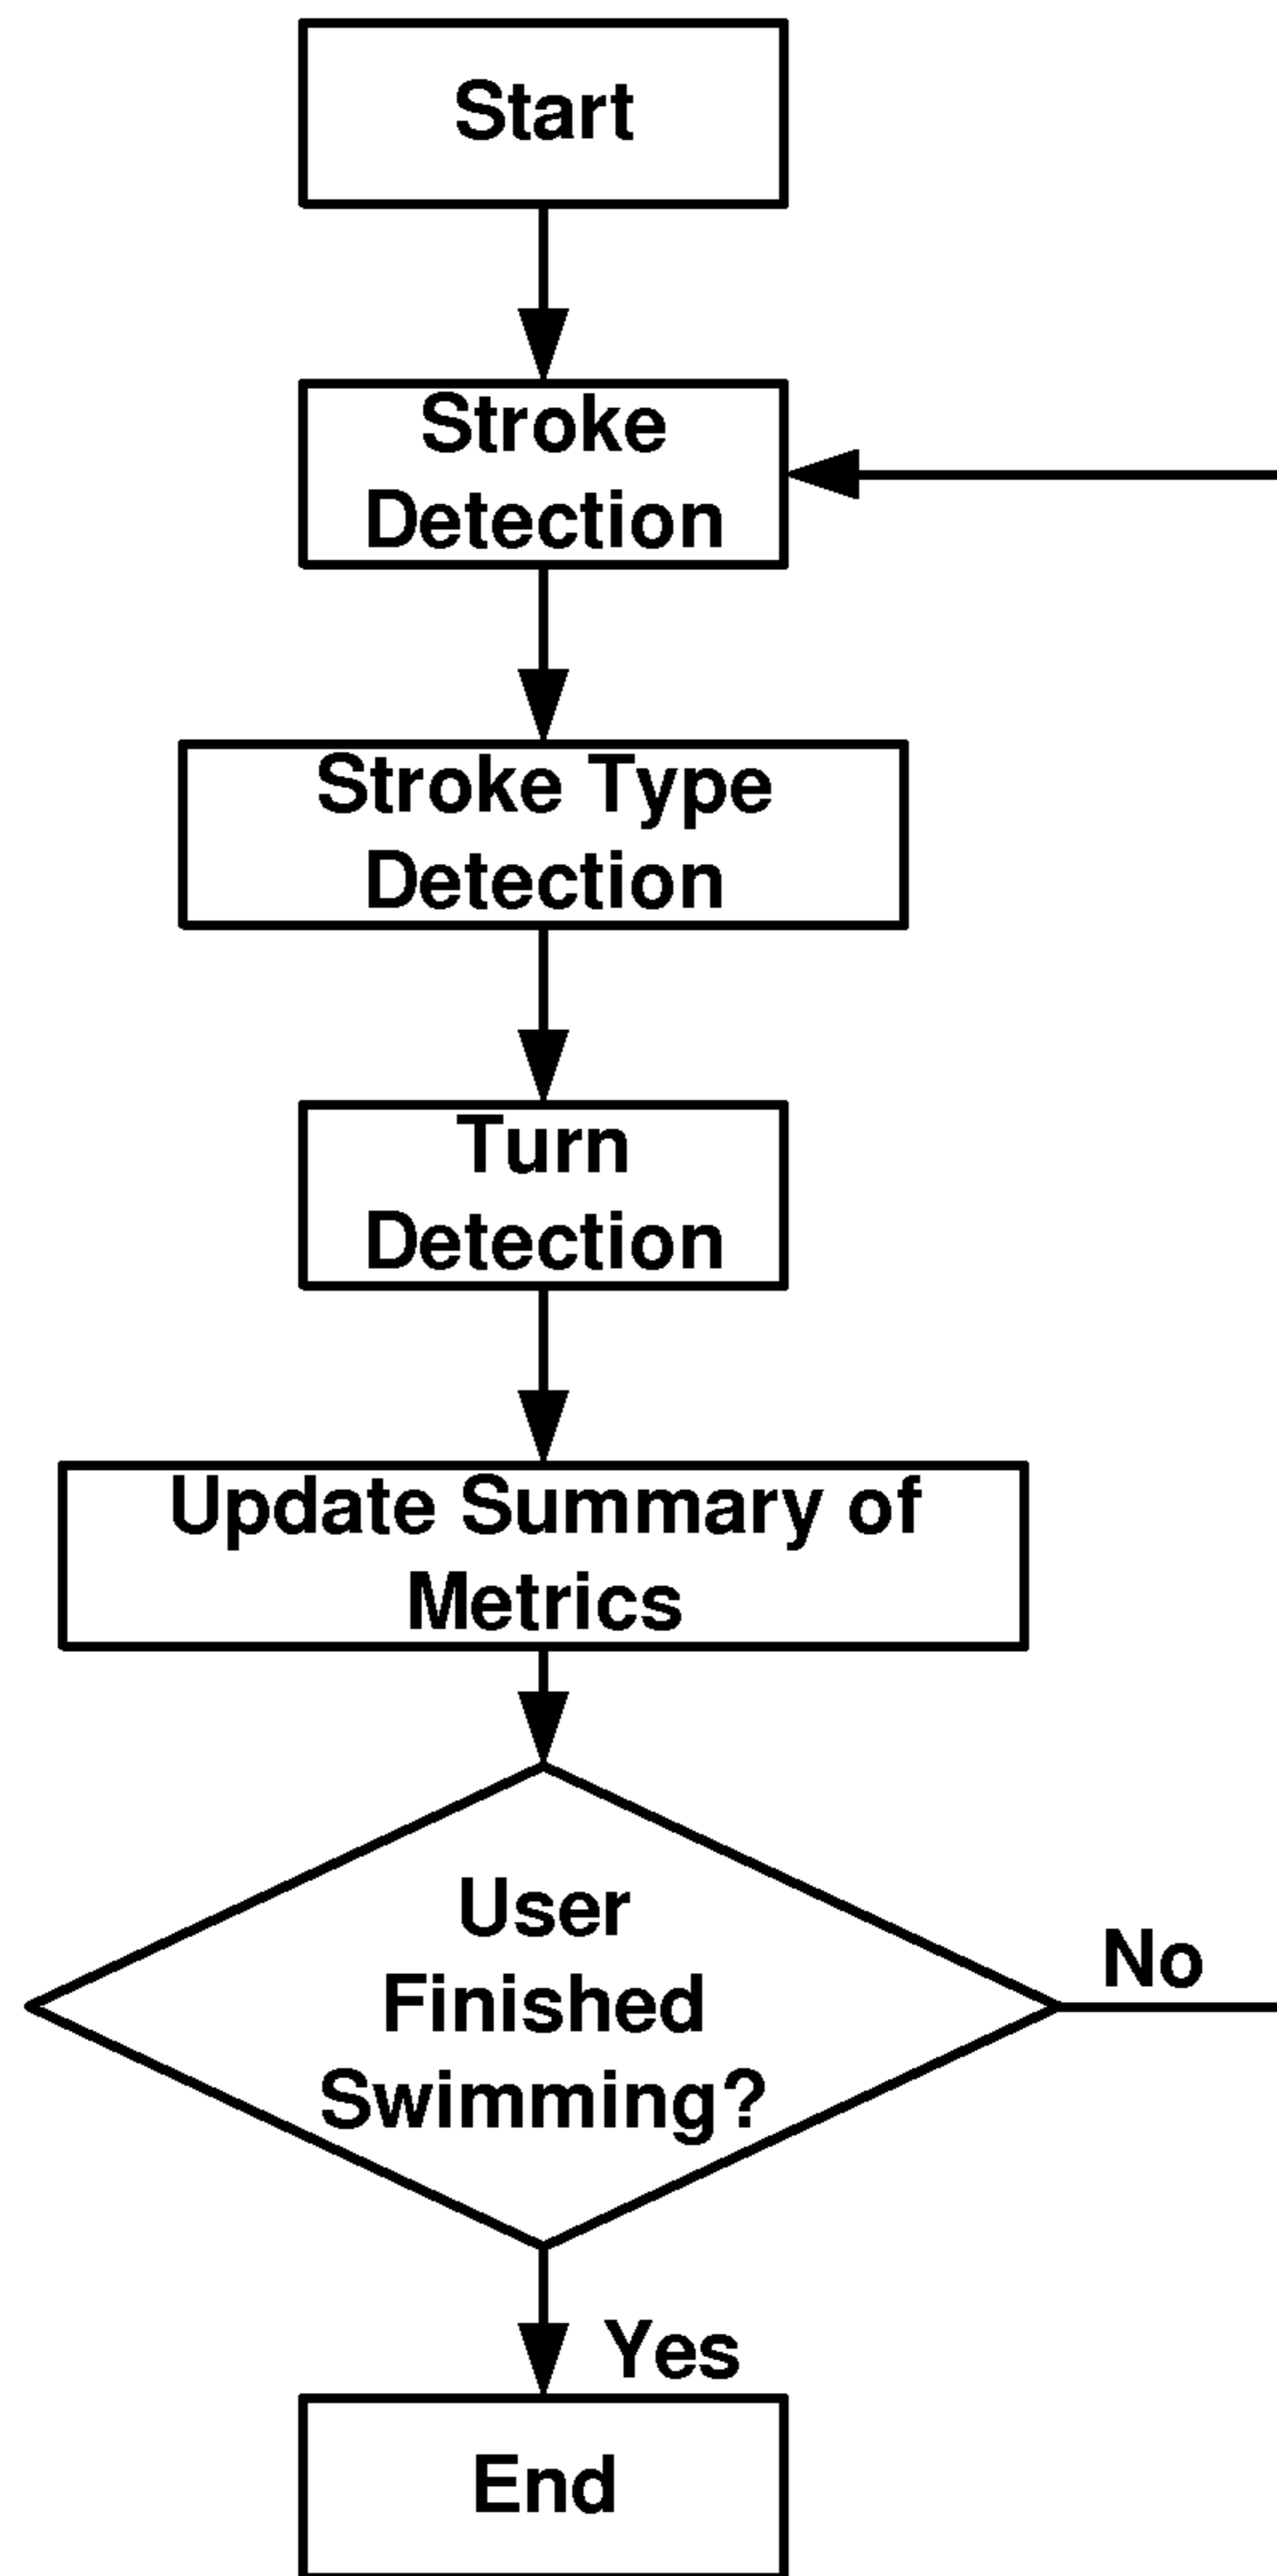 Start
Stroke
Detection
Stroke Type
Detection
Turn
Detection
Update Summary of
Metrics
User
Finished
Swimming?
No
Yes
End